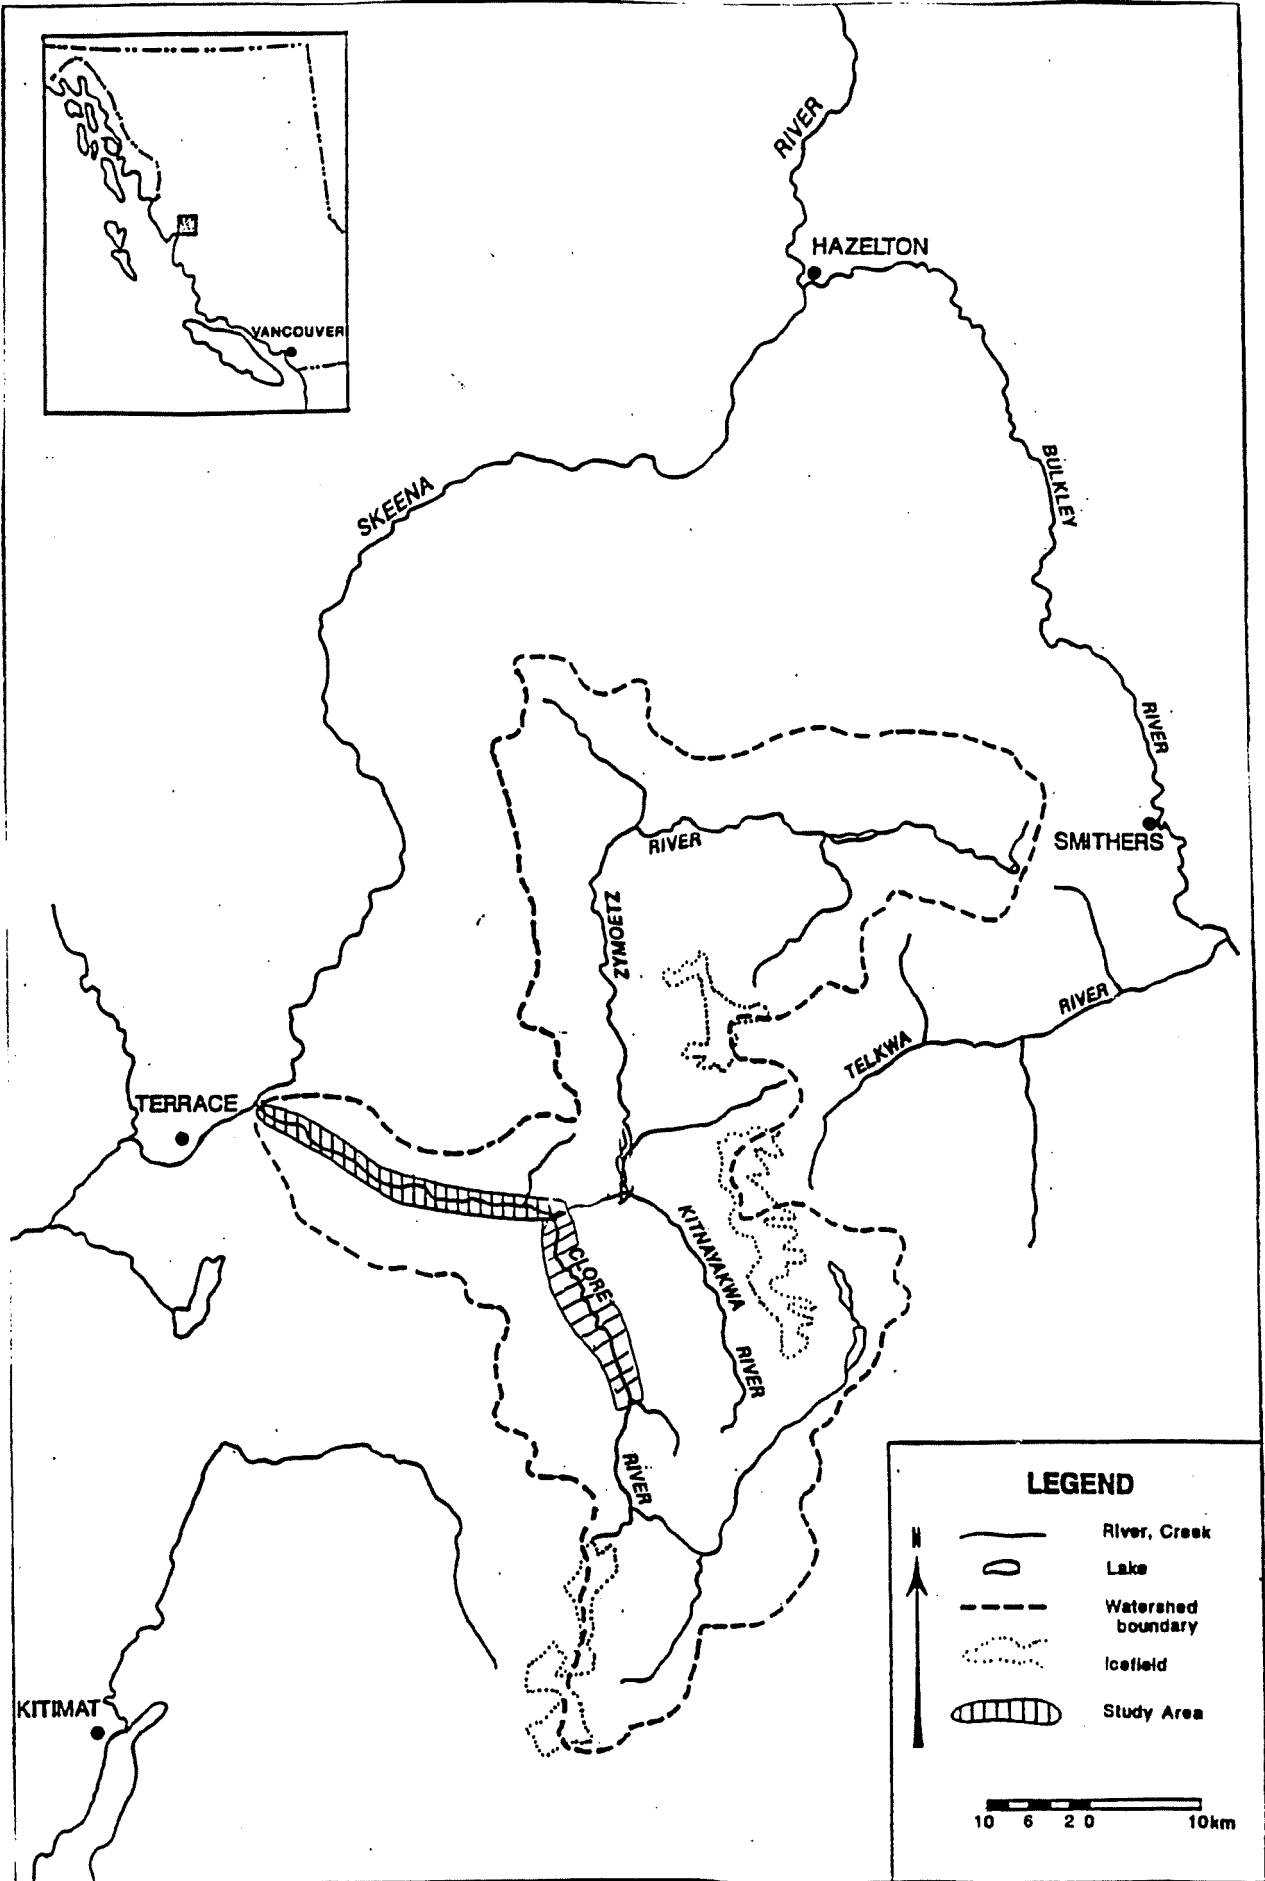 RIVER
HAZELTON
VANCOUVER
BULKLEY
SKEENA
RIVER
SMITHERS
RIVER
ZYMOETZ
RIVER
TELKWA
TERRACE
KITNAYAKWA
CLORE
RIVER
RIVER
LEGEND
N
River, Creek
Lake
Watershed
boundary
Icefield
Study Area
KITIMAT
10 6 2 0 10km